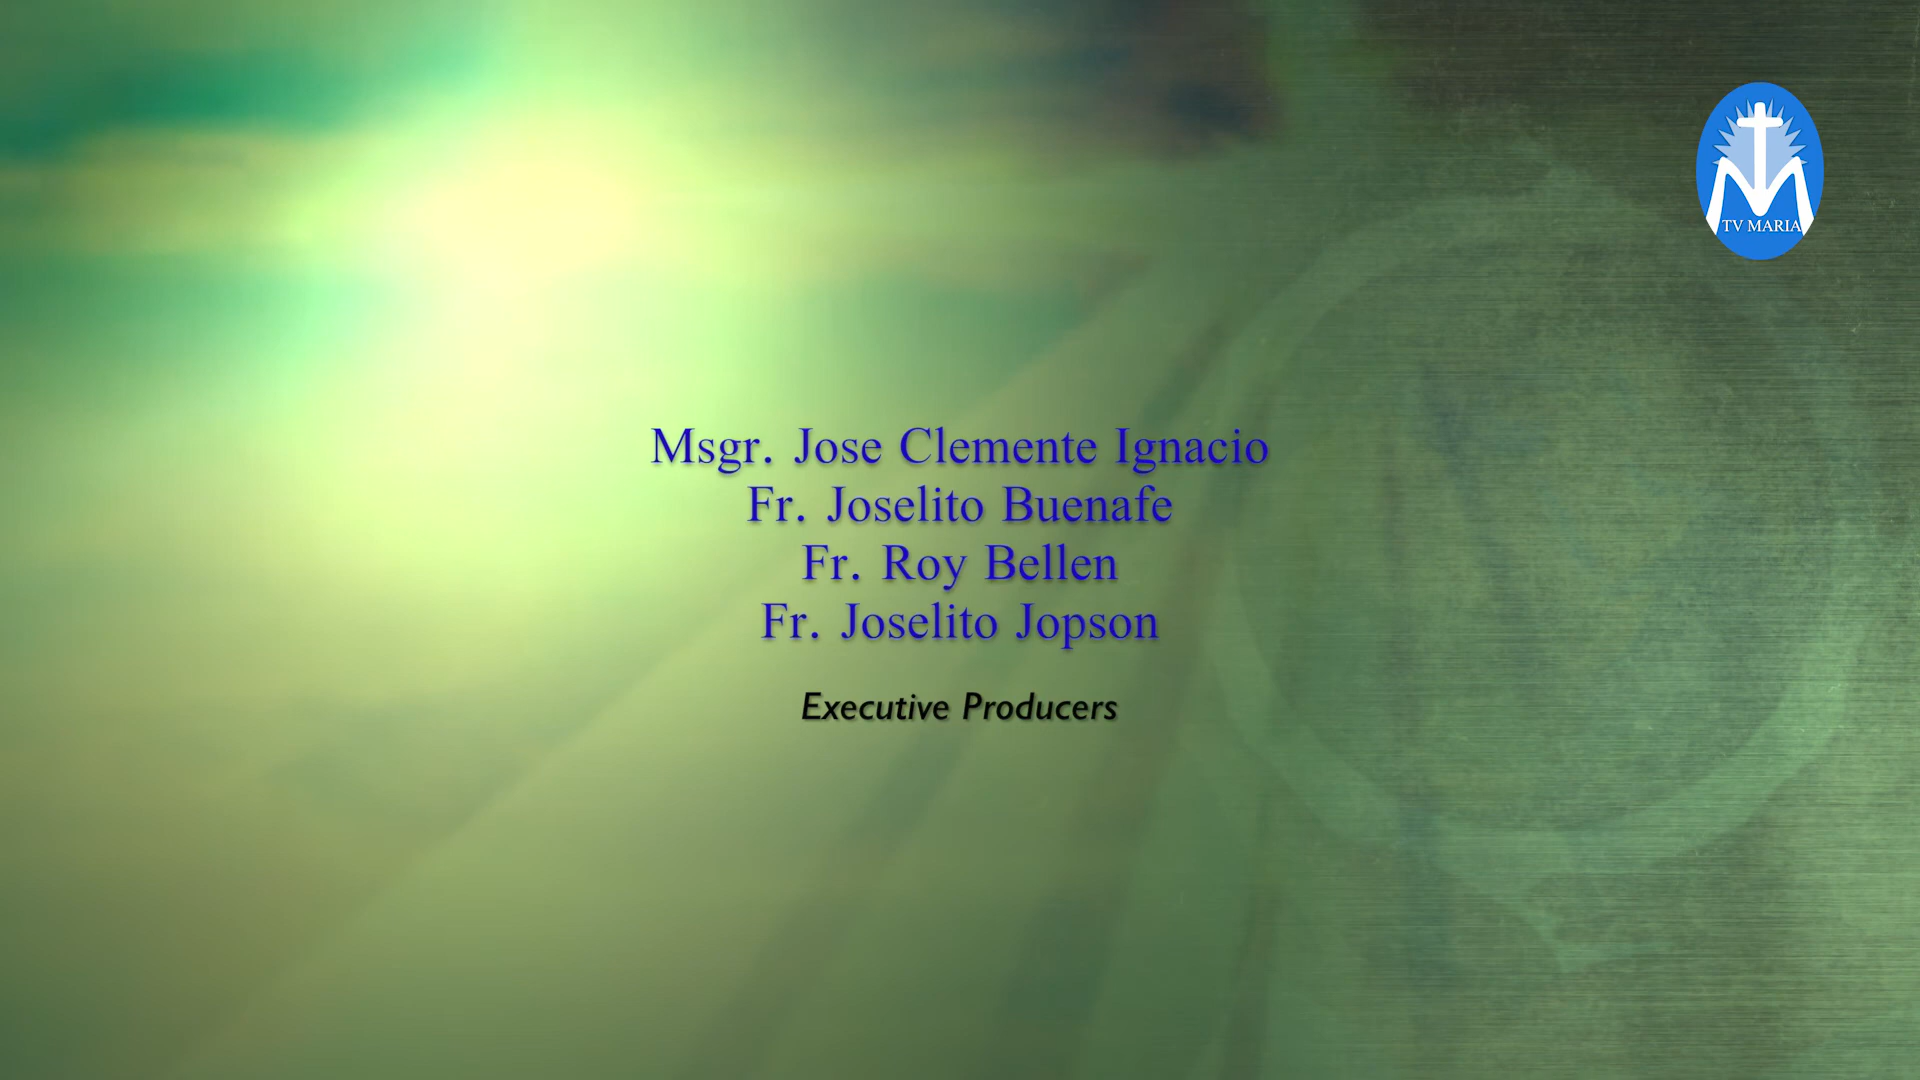 TV MARIA
Msgr. Jose Clemente Ignacio
Fr. Joselito Buenafe
Fr. Roy Bellen
Fr. Joselito Jopson
Executive Producers